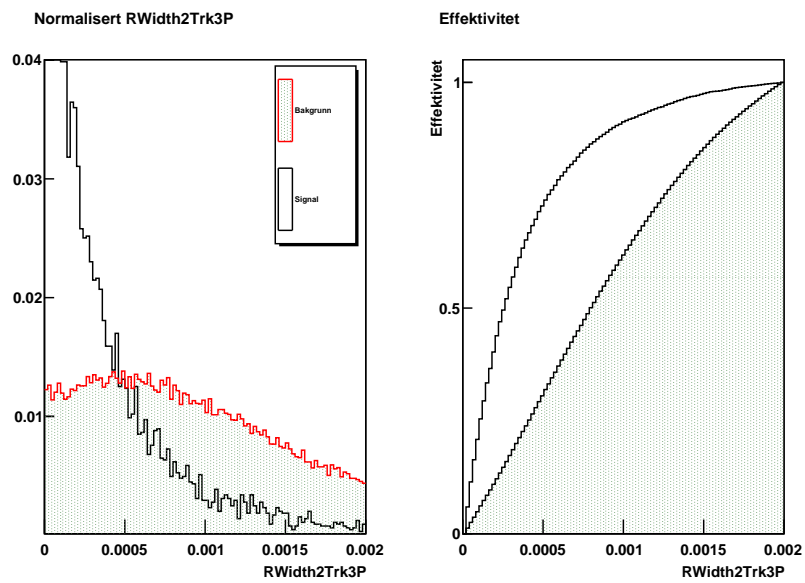 Normalisert RWidth2Trk3P
0.04
0.03
0.02
0.01
0
0.0005
0.001
0.0015
0.002
RWidth2Trk3P
Bakgrunn
Signal
Effektivitet
Effektivitet
1
0.5
0
0
0.0005
0.001
0.0015
0.002
RWidth2Trk3P